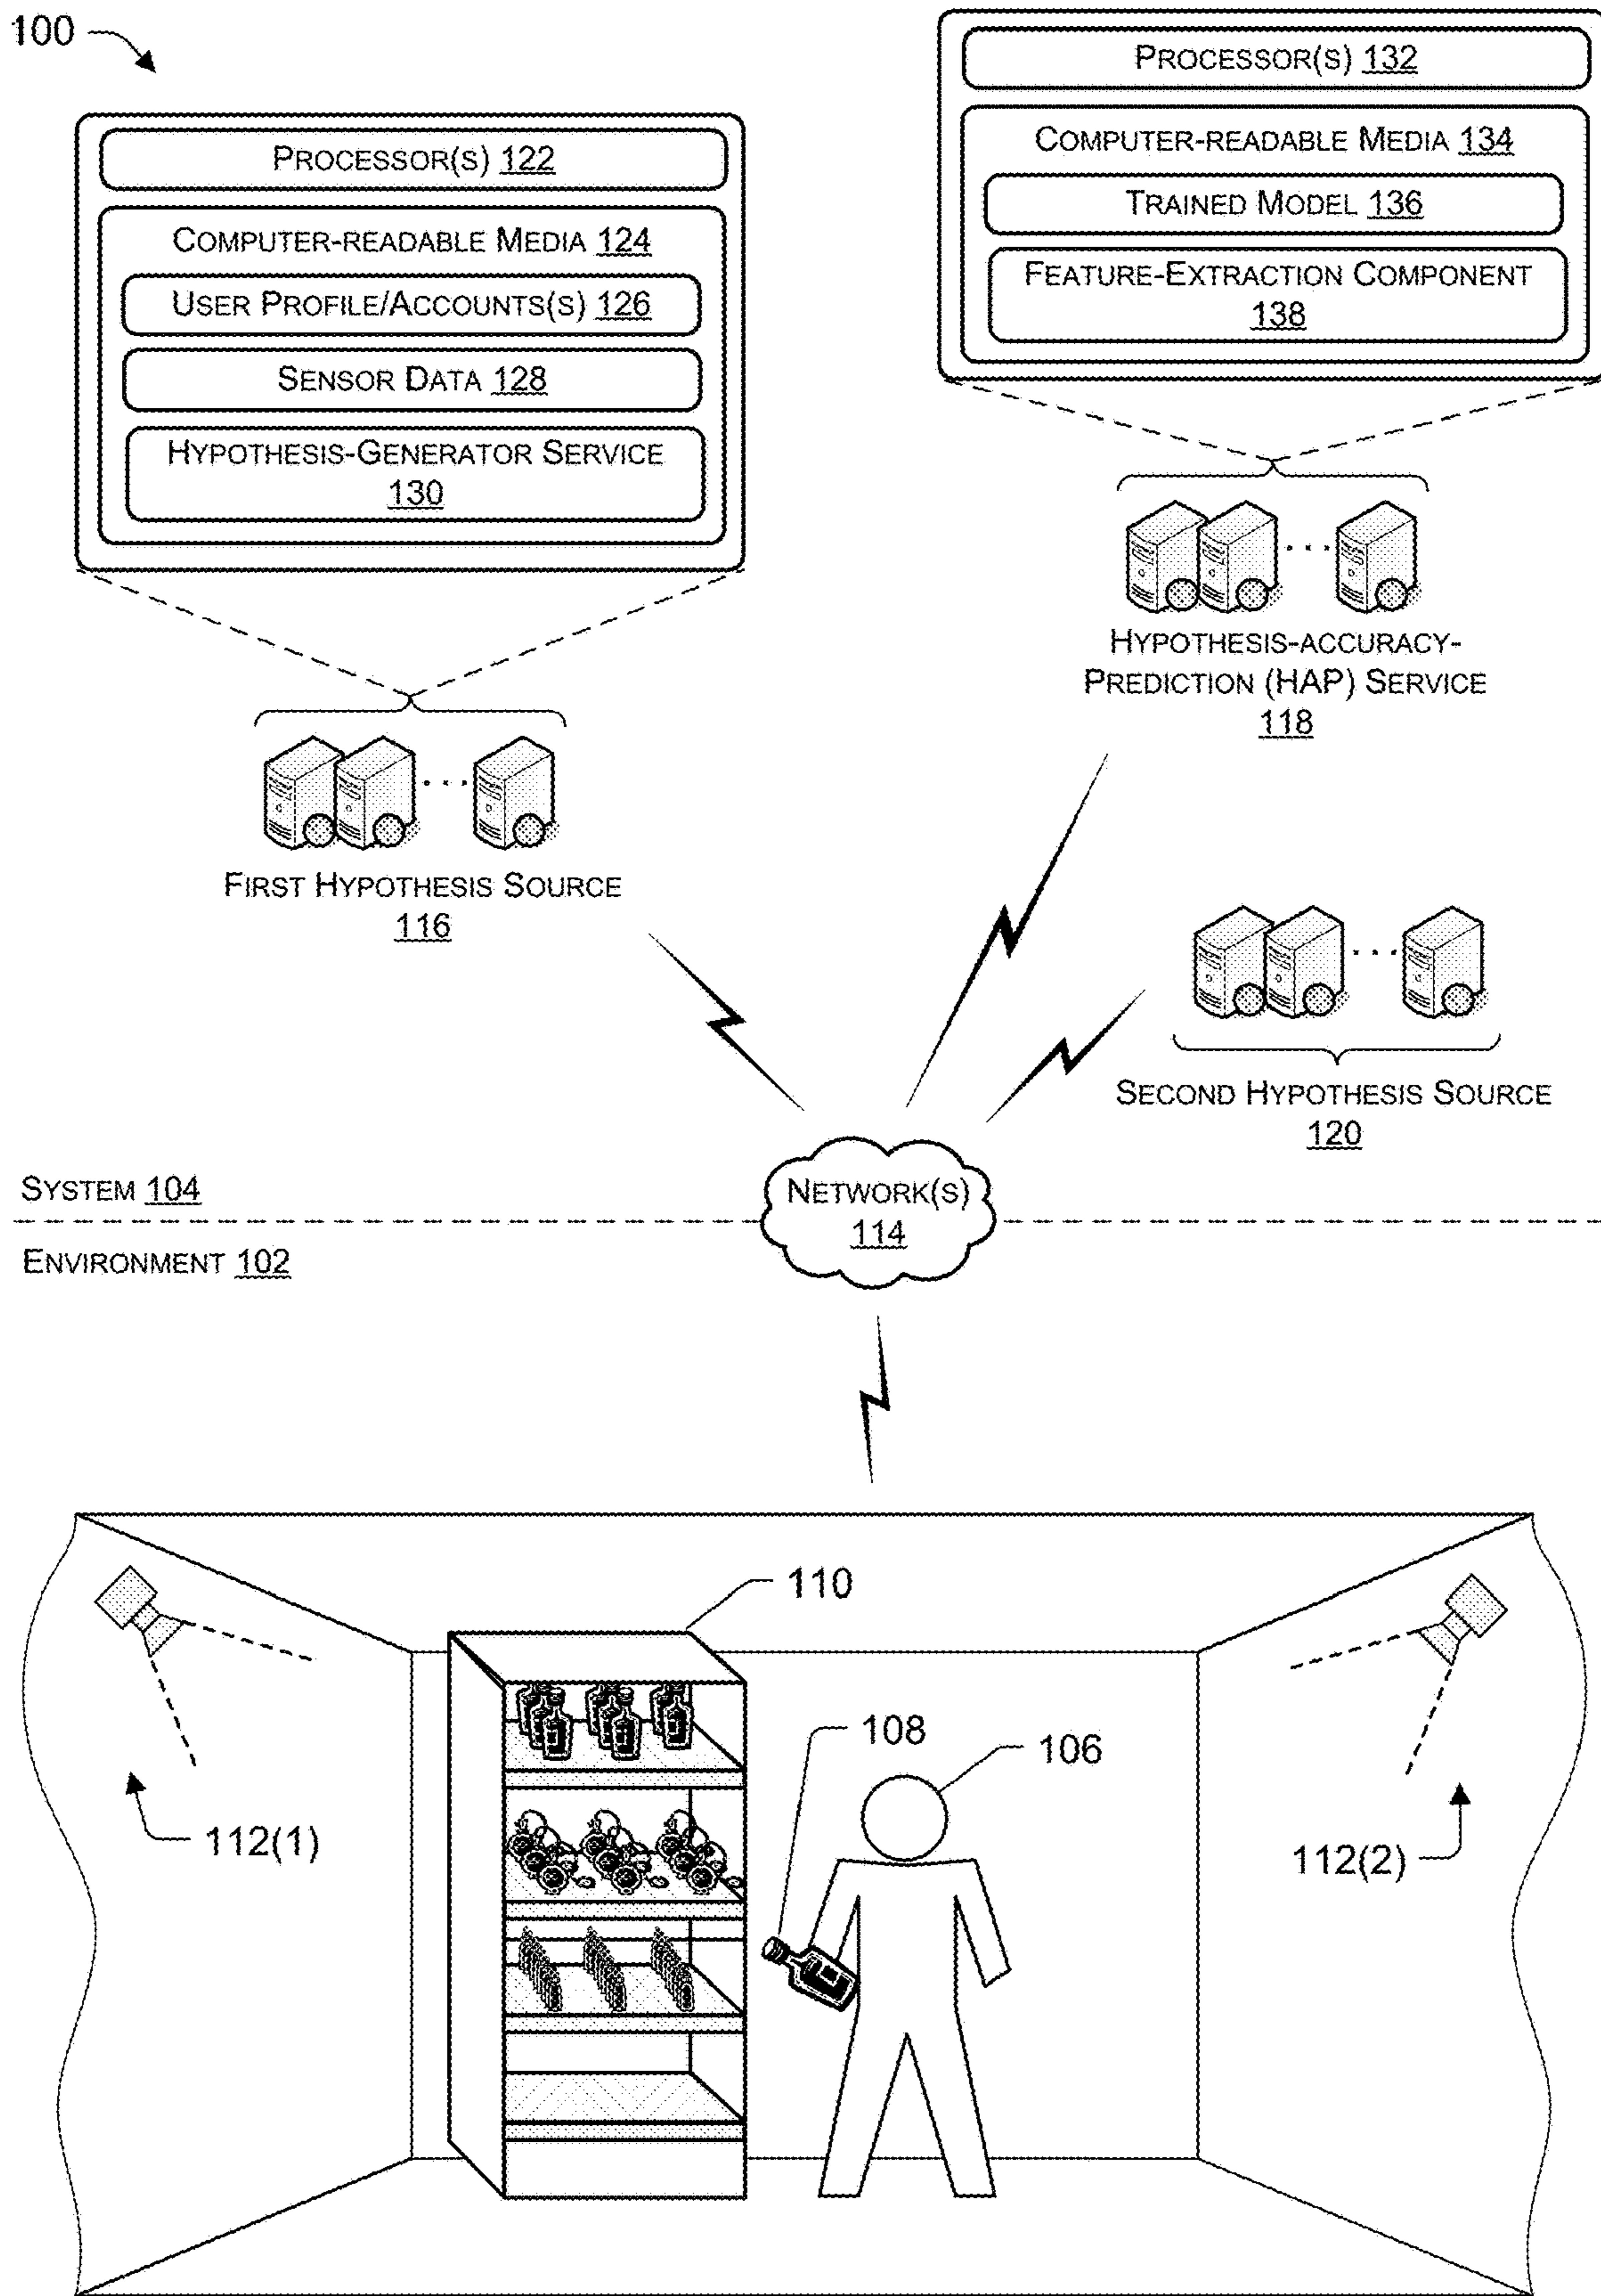 100
PROCESSOR(S) 122
COMPUTER-READABLE MEDIA 124
USER PROFILE/ACCOUNTS(S) 126
SENSOR DATA 128
HYPOTHESIS-GENERATOR SERVICE
130
FIRST HYPOTHESIS SOURCE
116
PROCESSOR(S) 132
COMPUTER-READABLE MEDIA 134
TRAINED MODEL 136
FEATURE-EXTRACTION COMPONENT
138
HYPOTHESIS-ACCURACY-
PREDICTION (HAP) SERVICE
118
SECOND HYPOTHESIS SOURCE
120
SYSTEM 104
NETWORK(S)
114
ENVIRONMENT 102
110
108
106
112(1)
112(2)